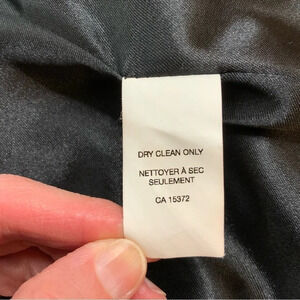 DRY CLEAN ONLY
NETTOYER À SEC
SEULEMENT
CA 15372